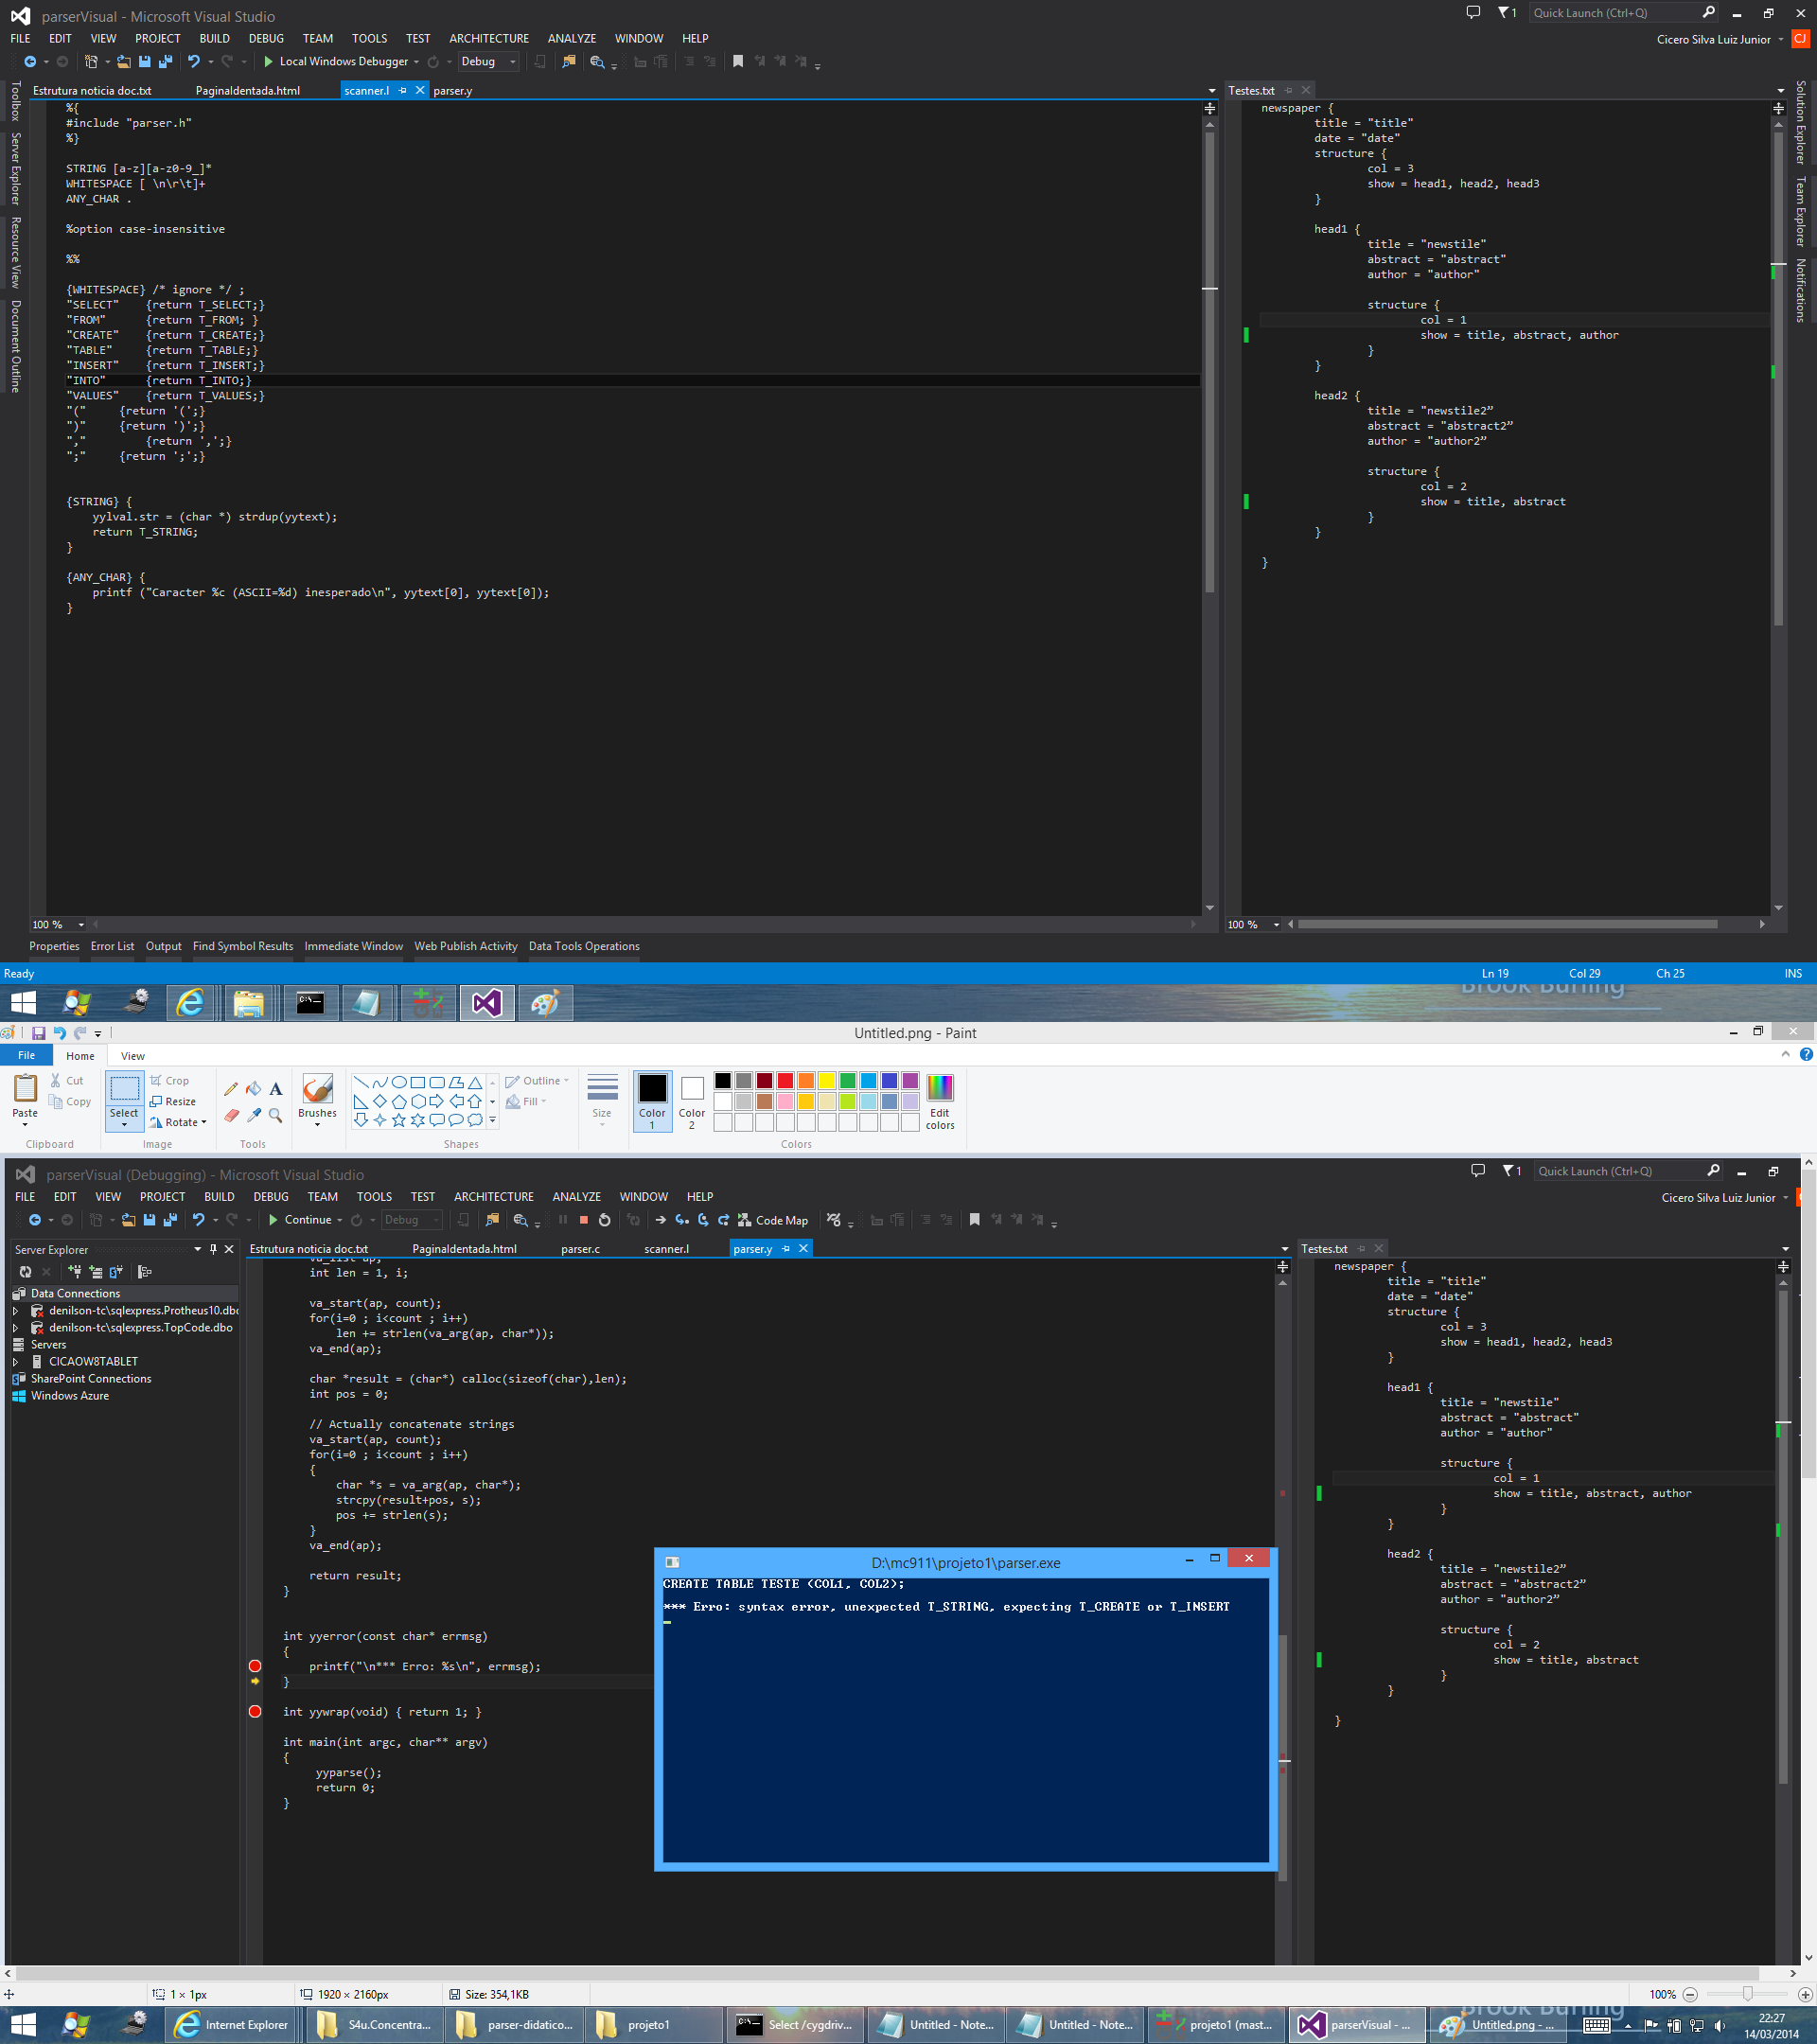 parserVisual - Microsoft Visual Studio
1
Quick Launch (Ctrl+Q)
FILE EDIT VIEW PROJECT BUILD DEBUG TEAM TOOLS TEST ARCHITECTURE ANALYZE WINDOW HELP
Cicero Silva Luiz Junior CJ
Local Windows Debugger Debug
Toolbox
Server Explorer
Resource View
Document Outline
Estrutura noticia doc.txt PaginaIdentada.html scanner.l parser.y
%{
#include "parser.h"
%}
STRING [a-z][a-z0-9_]*
WHITESPACE [ \n\r\t]+
ANY_CHAR .
%option case-insensitive
%%
{WHITESPACE} /* ignore */ ;
"SELECT" {return T_SELECT;}
"FROM" {return T_FROM; }
"CREATE" {return T_CREATE;}
"TABLE" {return T_TABLE;}
"INSERT" {return T_INSERT;}
"INTO" {return T_INTO;}
"VALUES" {return T_VALUES;}
"(" {return '(';}
")" {return ')';}
"," {return ',';}
";" {return ';';}
{STRING} {
yylval.str = (char *) strdup(yytext);
return T_STRING;
}
{ANY_CHAR} {
printf ("Caracter %c (ASCII=%d) inesperado\n", yytext[0], yytext[0]);
}
100 %
Testes.txt
newspaper {
title = "title"
date = "date"
structure {
col = 3
show = head1, head2, head3
}
head1 {
title = "newstile"
abstract = "abstract"
author = "author"
structure {
col = 1
show = title, abstract, author
}
}
head2 {
title = "newstile2”
abstract = "abstract2”
author = "author2”
structure {
col = 2
show = title, abstract
}
}
}
100 %
Solution Explorer
Team Explorer
Notifications
Properties Error List Output Find Symbol Results Immediate Window Web Publish Activity Data Tools Operations
Ready Ln 19 Col 29 Ch 25 INS
Brook Burling
Untitled.png - Paint
File Home View
Paste Cut Copy Clipboard
Select Crop Resize Rotate Image
A
Tools
Brushes
Outline Fill Shapes
Size
Color 1
Color 2
Edit colors
Colors
parserVisual (Debugging) - Microsoft Visual Studio
1
Quick Launch (Ctrl+Q)
FILE EDIT VIEW PROJECT BUILD DEBUG TEAM TOOLS TEST ARCHITECTURE ANALYZE WINDOW HELP
Cicero Silva Luiz Junior
Continue Debug Code Map
Server Explorer
Data Connections
denilson-tc\sqlexpress.Protheus10.dbo
denilson-tc\sqlexpress.TopCode.dbo
Servers
CICAOW8TABLET
SharePoint Connections
Windows Azure
Estrutura noticia doc.txt PaginaIdentada.html parser.c scanner.l parser.y
va_list ap;
int len = 1, i;
va_start(ap, count);
for(i=0 ; i<count ; i++)
len += strlen(va_arg(ap, char*));
va_end(ap);
char *result = (char*) calloc(sizeof(char),len);
int pos = 0;
// Actually concatenate strings
va_start(ap, count);
for(i=0 ; i<count ; i++)
{
char *s = va_arg(ap, char*);
strcpy(result+pos, s);
pos += strlen(s);
}
va_end(ap);
return result;
}
int yyerror(const char* errmsg)
{
printf("\n*** Erro: %s\n", errmsg);
}
int yywrap(void) { return 1; }
int main(int argc, char** argv)
{
yyparse();
return 0;
}
D:\mc911\projeto1\parser.exe
CREATE TABLE TESTE (COL1, COL2);
*** Erro: syntax error, unexpected T_STRING, expecting T_CREATE or T_INSERT
Testes.txt
newspaper {
title = "title"
date = "date"
structure {
col = 3
show = head1, head2, head3
}
head1 {
title = "newstile"
abstract = "abstract"
author = "author"
structure {
col = 1
show = title, abstract, author
}
}
head2 {
title = "newstile2”
abstract = "abstract2”
author = "author2”
structure {
col = 2
show = title, abstract
}
}
}
1 × 1px 1920 × 2160px Size: 354,1KB 100%
Internet Explorer S4u.Concentra... parser-didatico... projeto1 Select /cygdriv... Untitled - Note... Untitled - Note... projeto1 (mast... parserVisual - ... Untitled.png - ...
Brook Burling
22:27
14/03/2014